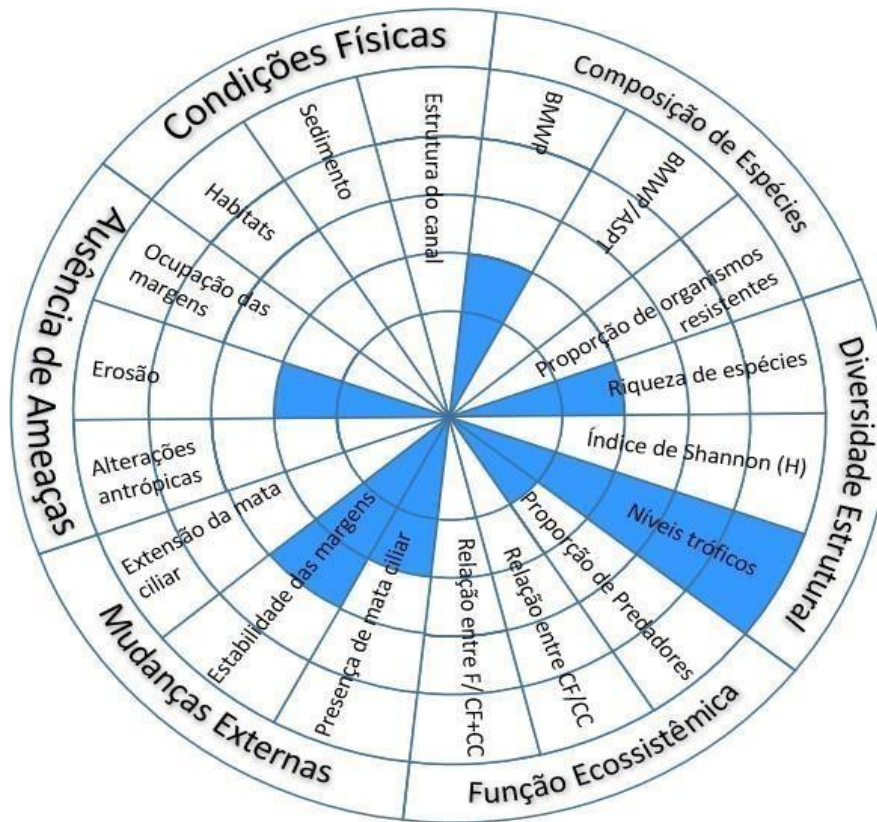 Condições Físicas
Estrutura do canal
Sedimento
Habitats
Composição de Espécies
BMWP
BMWP/ASPT
Proporção de organismos
resistentes
Diversidade Estrutural
Riqueza de espécies
Índice de Shannon (H)
Níveis tróficos
Função Ecossistêmica
Proporção de Predadores
Relação entre CF/CC
Relação entre F/ CF+CC
Mudanças Externas
Presença de mata ciliar
Estabilidade das margens
Extensão da mata
ciliar
Ausência de Ameaças
Alterações
antrópicas
Erosão
Ocupação das
margens